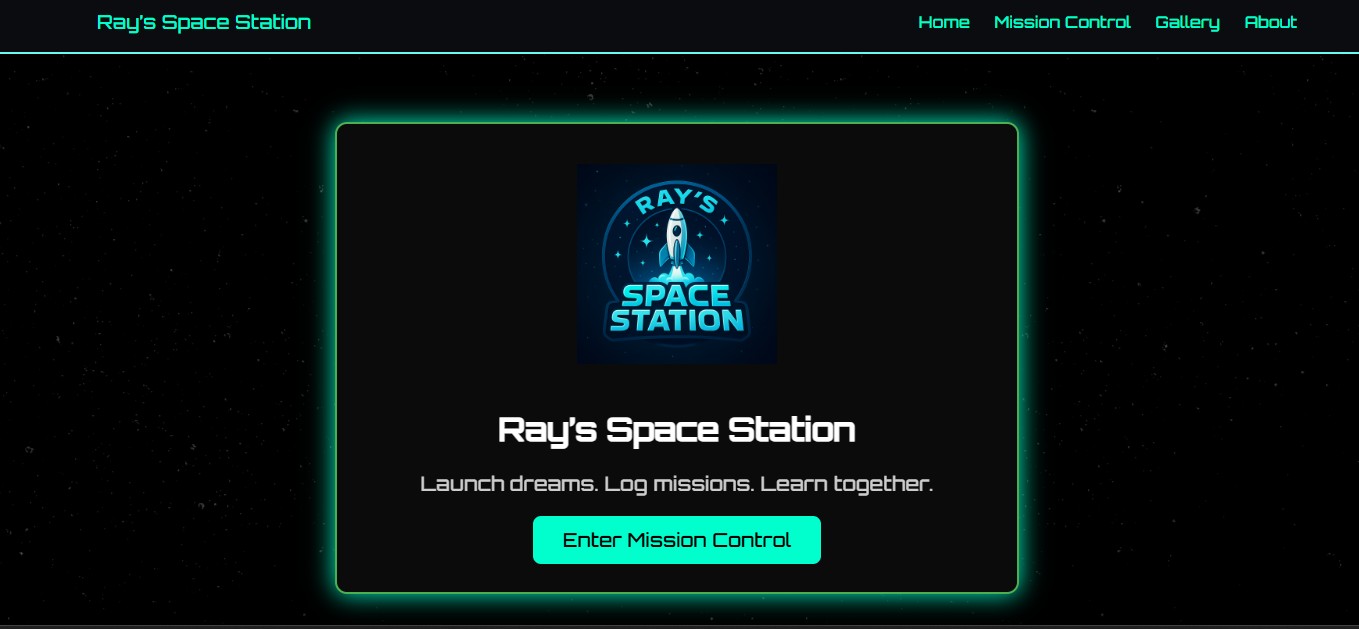 Ray's Space Station
Home Mission Control Gallery About
RAY'S
SPACE
STATION
Ray's Space Station
Launch dreams. Log missions. Learn together.
Enter Mission Control